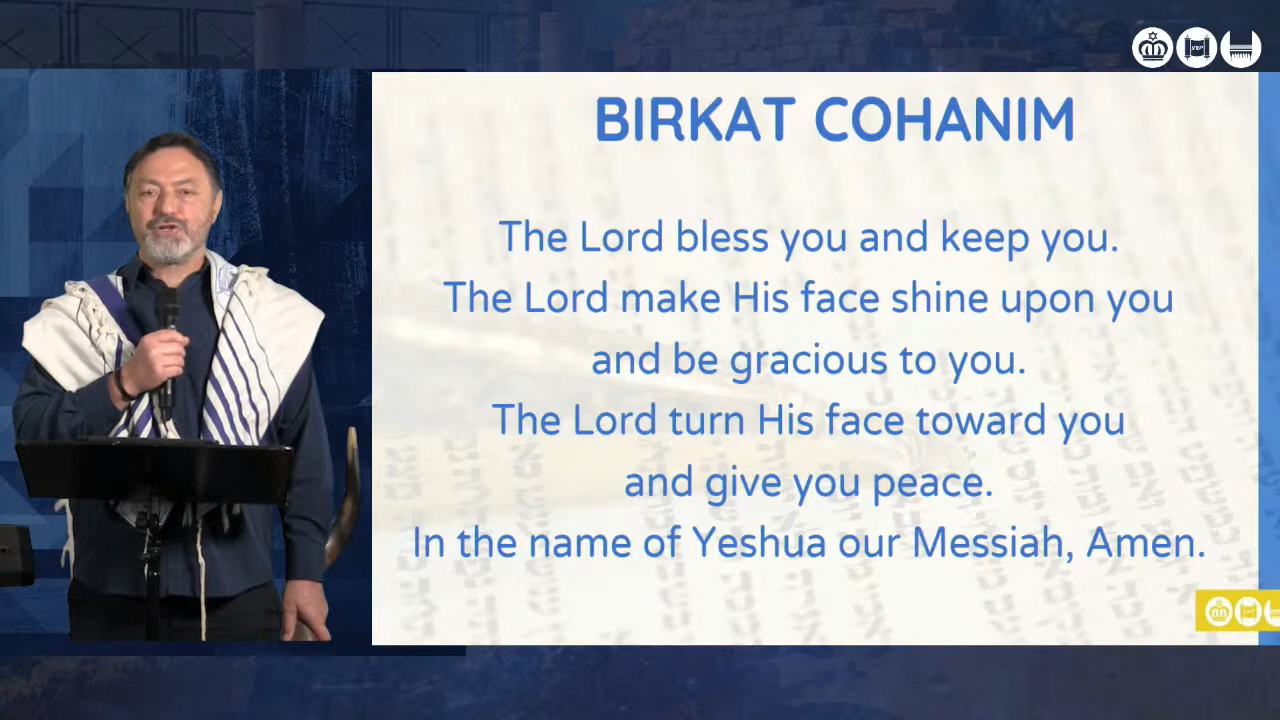 BIRKAT COHANIM
The Lord bless you and keep you.
The Lord make His face shine upon you
and be gracious to you.
The Lord turn His face toward you
and give you peace.
In the name of Yeshua our Messiah, Amen.